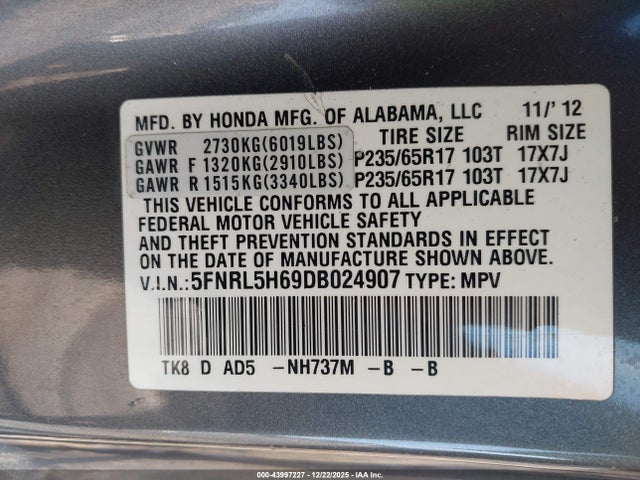 MFD. BY HONDA MFG. OF ALABAMA, LLC 11/' 12
TIRE SIZE RIM SIZE
GVWR 2730KG(6019LBS)
GAWR F 1320KG(2910LBS) P235/65R17 103T 17X7J
GAWR R 1515KG(3340LBS) P235/65R17 103T 17X7J
THIS VEHICLE CONFORMS TO ALL APPLICABLE
FEDERAL MOTOR VEHICLE SAFETY
AND THEFT PREVENTION STANDARDS IN EFFECT
ON THE DATE OF MANUFACTURE SHOWN ABOVE.
V.I.N.: 5FNRL5H69DB024907 TYPE: MPV
TK8 D AD5 -NH737M -B -B
000-43997227 - 12/22/2025 - IAA Inc.